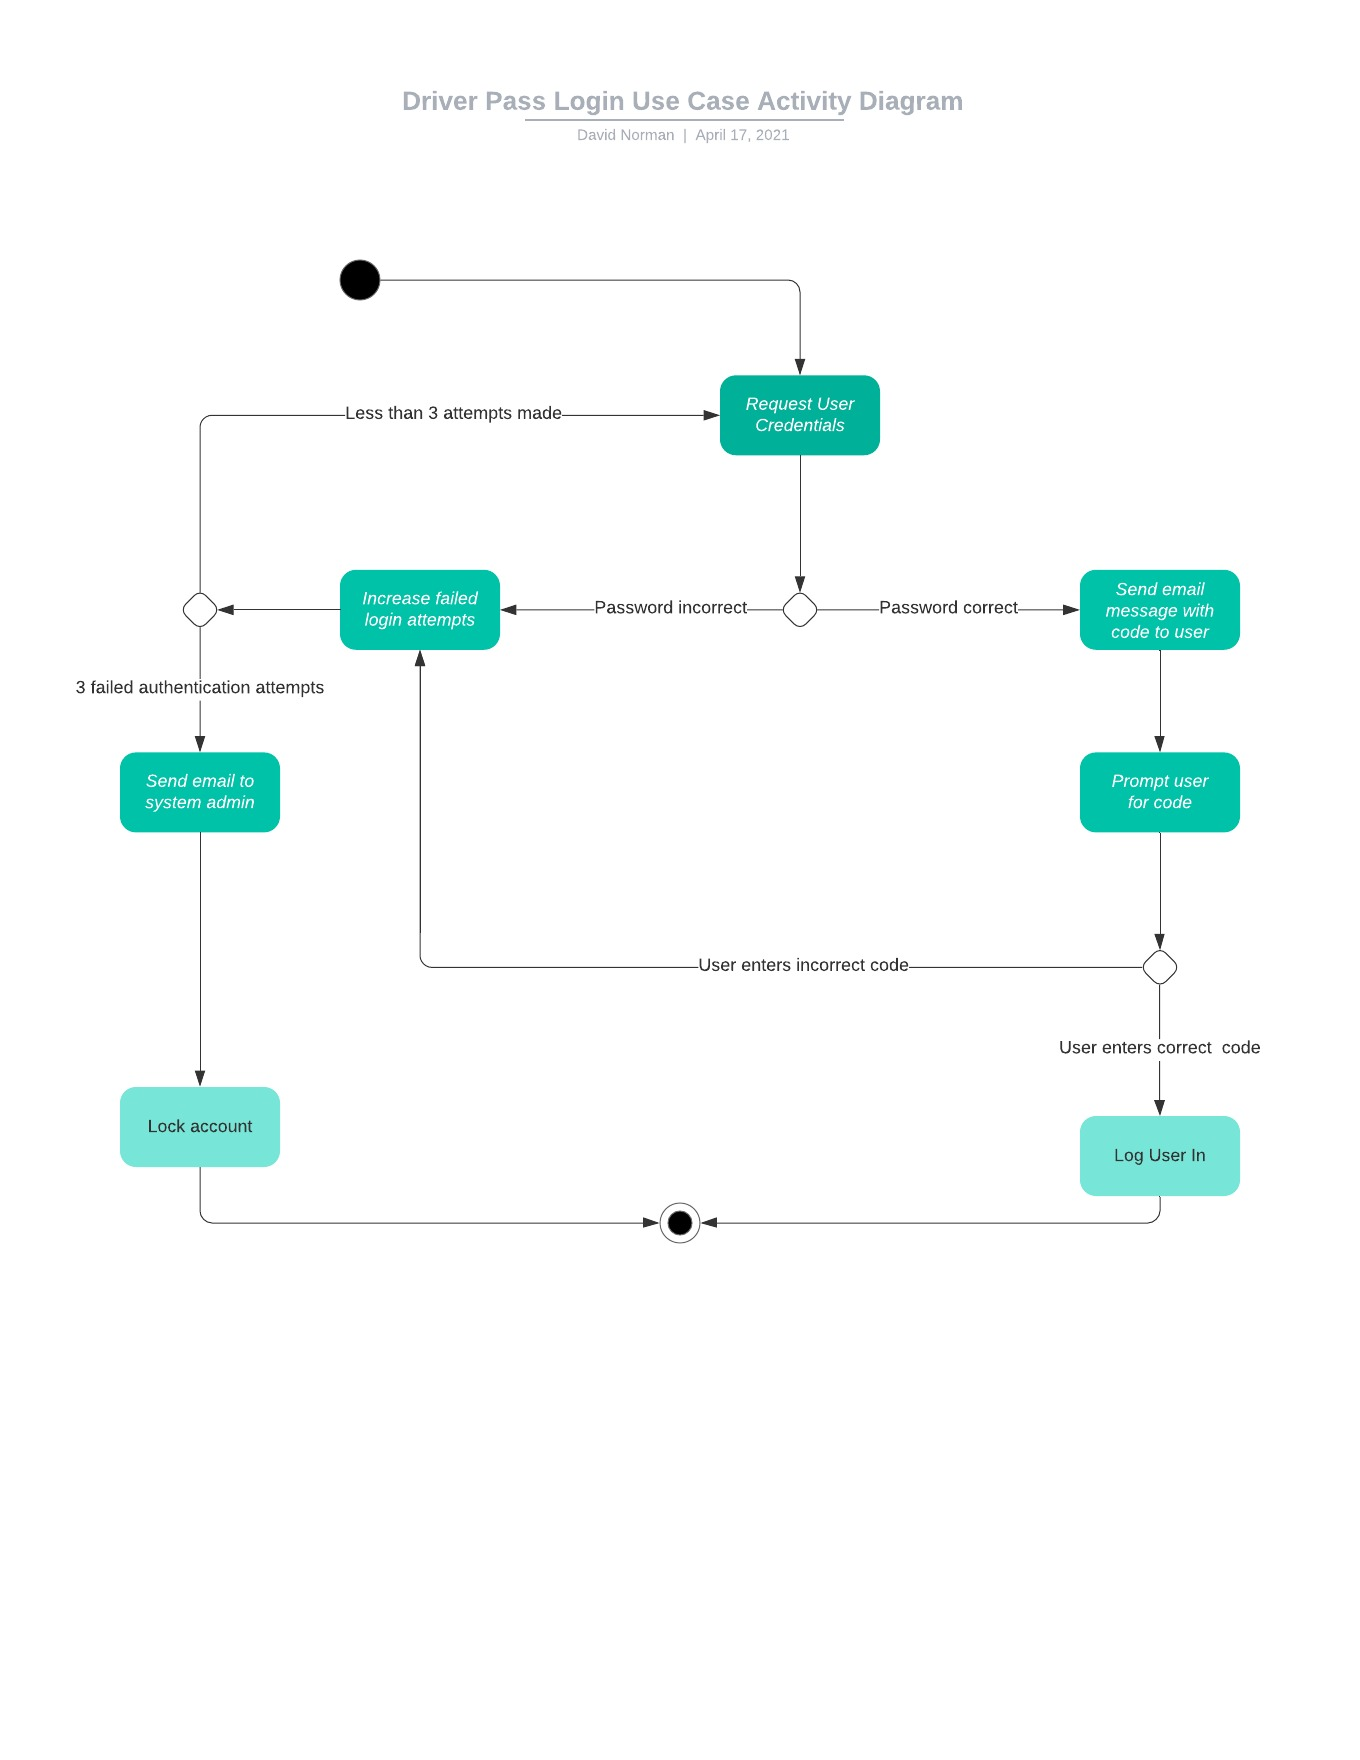 Driver Pass Login Use Case Activity Diagram
David Norman | April 17, 2021
Request User
Credentials
Less than 3 attempts made
Increase failed
login attempts
Password incorrect
Password correct
Send email
message with
code to user
3 failed authentication attempts
Send email to
system admin
Prompt user
for code
User enters incorrect code
User enters correct  code
Lock account
Log User In